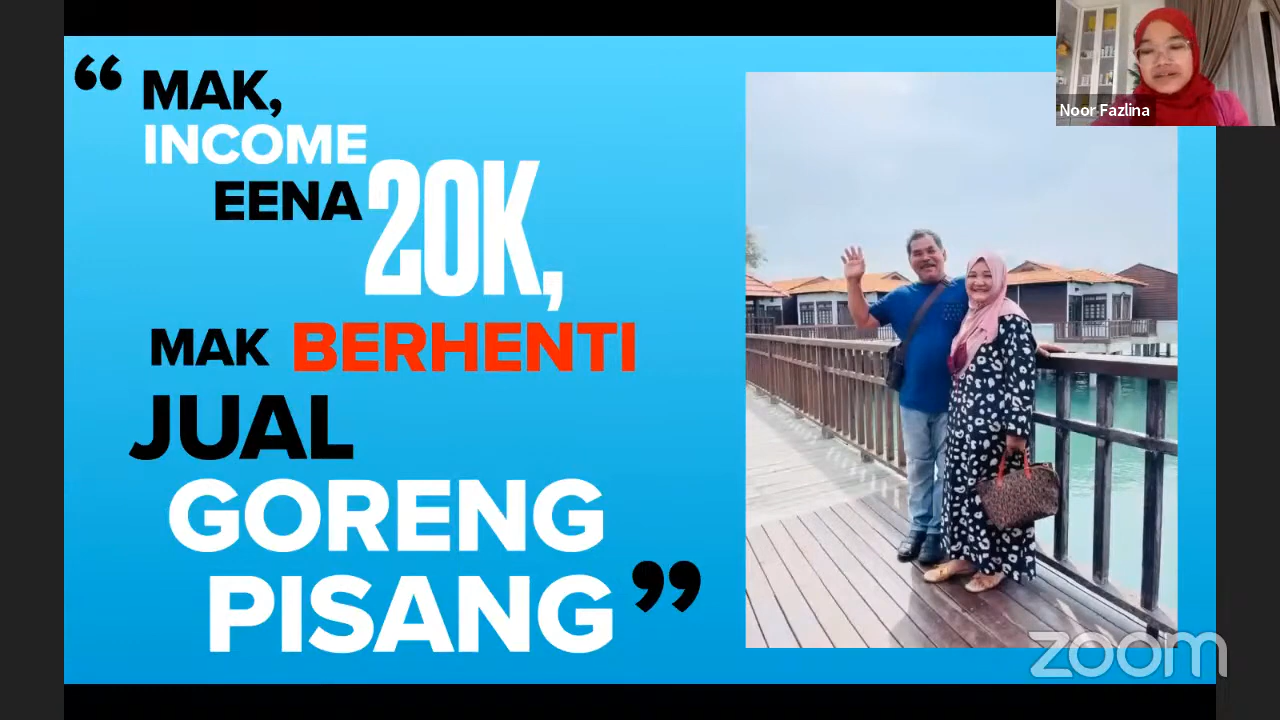 “ MAK,
INCOME
EENA 20K,
MAK BERHENTI
JUAL
GORENG
PISANG ”
Noor Fazlina
zoom